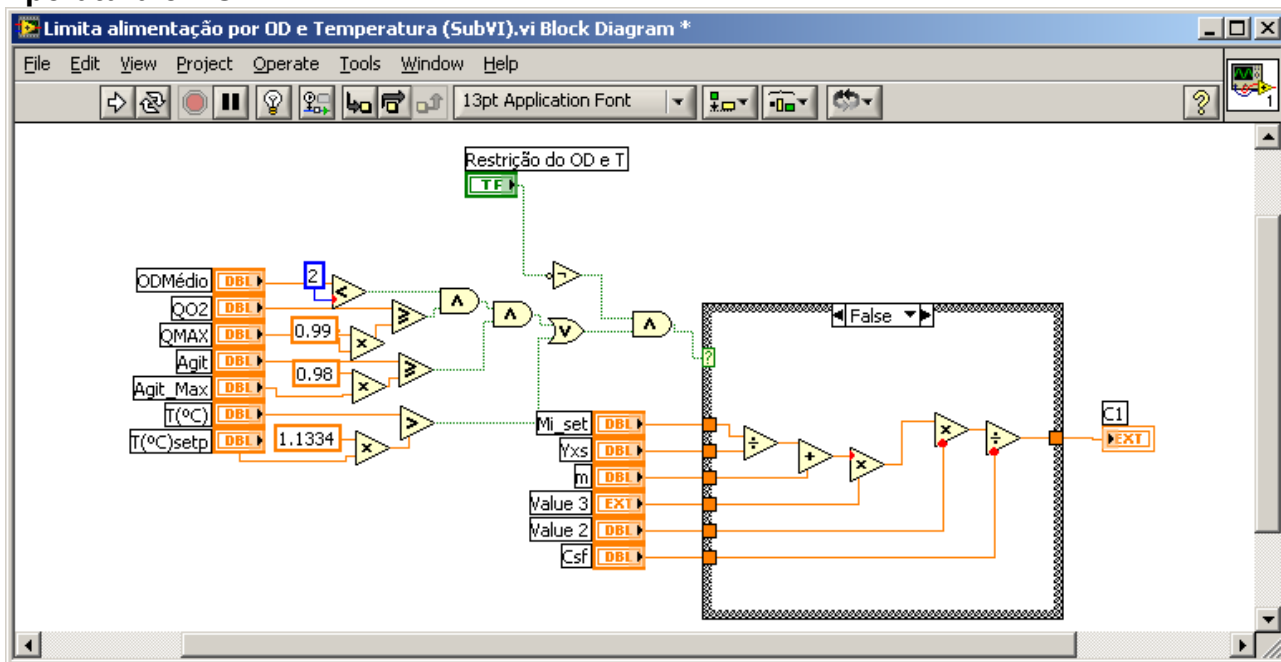 Limita alimentação por OD e Temperatura (SubVI).vi Block Diagram *
File Edit View Project Operate Tools Window Help
13pt Application Font
1
Restrição do OD e T
TF
ODMédio DBL 2
QO2 DBL
QMAX DBL 0.99
Agit DBL 0.98
Agit_Max DBL
T(ºC) DBL
T(ºC)setp DBL 1.1334
False
Mi_set DBL
Yxs DBL
m DBL
Value 3 EXT
Value 2 DBL
Csf DBL
C1
EXT